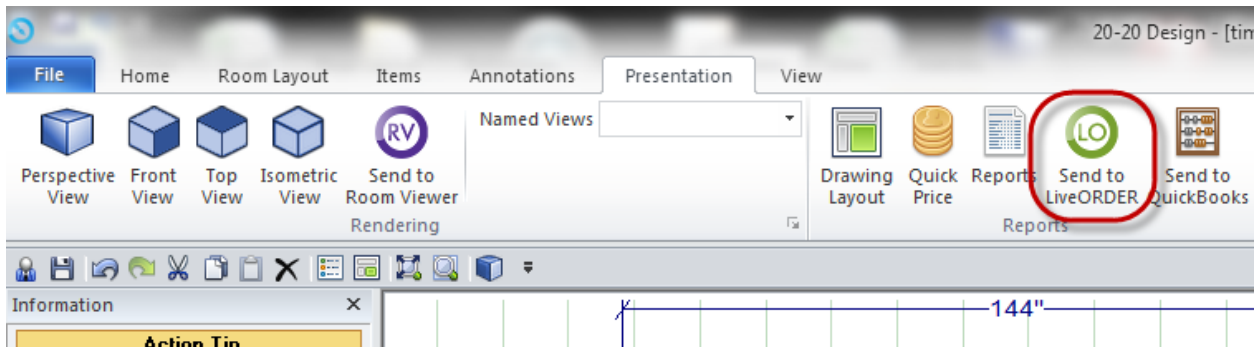 20-20 Design - [tim
File Home Room Layout Items Annotations Presentation View
Named Views
RV
LO
Perspective View
Front View
Top View
Isometric View
Send to Room Viewer
Drawing Layout
Quick Price
Reports
Send to LiveORDER
Send to QuickBooks
Rendering
Reports
Information
144"
Action Tip